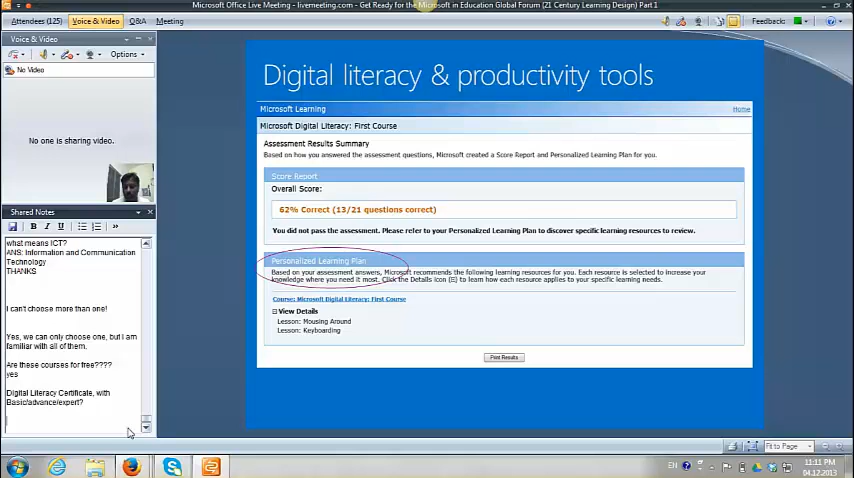 Microsoft Office Live Meeting - livemeeting.com - Get Ready for the Microsoft in Education Global Forum (21 Century Learning Design) Part 1
Attendees (125) Voice & Video Q&A Meeting
Feedback:
Voice & Video
Options
No Video
No one is sharing video.
Shared Notes
B I U
what means ICT?
ANS: Information and Communication
Technology
THANKS
I can't choose more than one!
Yes, we can only choose one, but I am
familiar with all of them.
Are these courses for free????
yes
Digital Literacy Certificate, with
Basic/advance/expert?
Digital literacy & productivity tools
Microsoft Learning Home
Microsoft Digital Literacy: First Course
Assessment Results Summary
Based on how you answered the assessment questions, Microsoft created a Score Report and Personalized Learning Plan for you.
Score Report
Overall Score:
62% Correct (13/21 questions correct)
You did not pass the assessment. Please refer to your Personalized Learning Plan to discover specific learning resources to review.
Personalized Learning Plan
Based on your assessment answers, Microsoft recommends the following learning resources for you. Each resource is selected to increase your
knowledge where you need it most. Click the Details icon (⊟) to learn how each resource applies to your specific learning needs.
Course: Microsoft Digital Literacy: First Course
View Details
Lesson: Mousing Around
Lesson: Keyboarding
Print Results
Fit to Page
EN
11:11 PM
04.12.2013